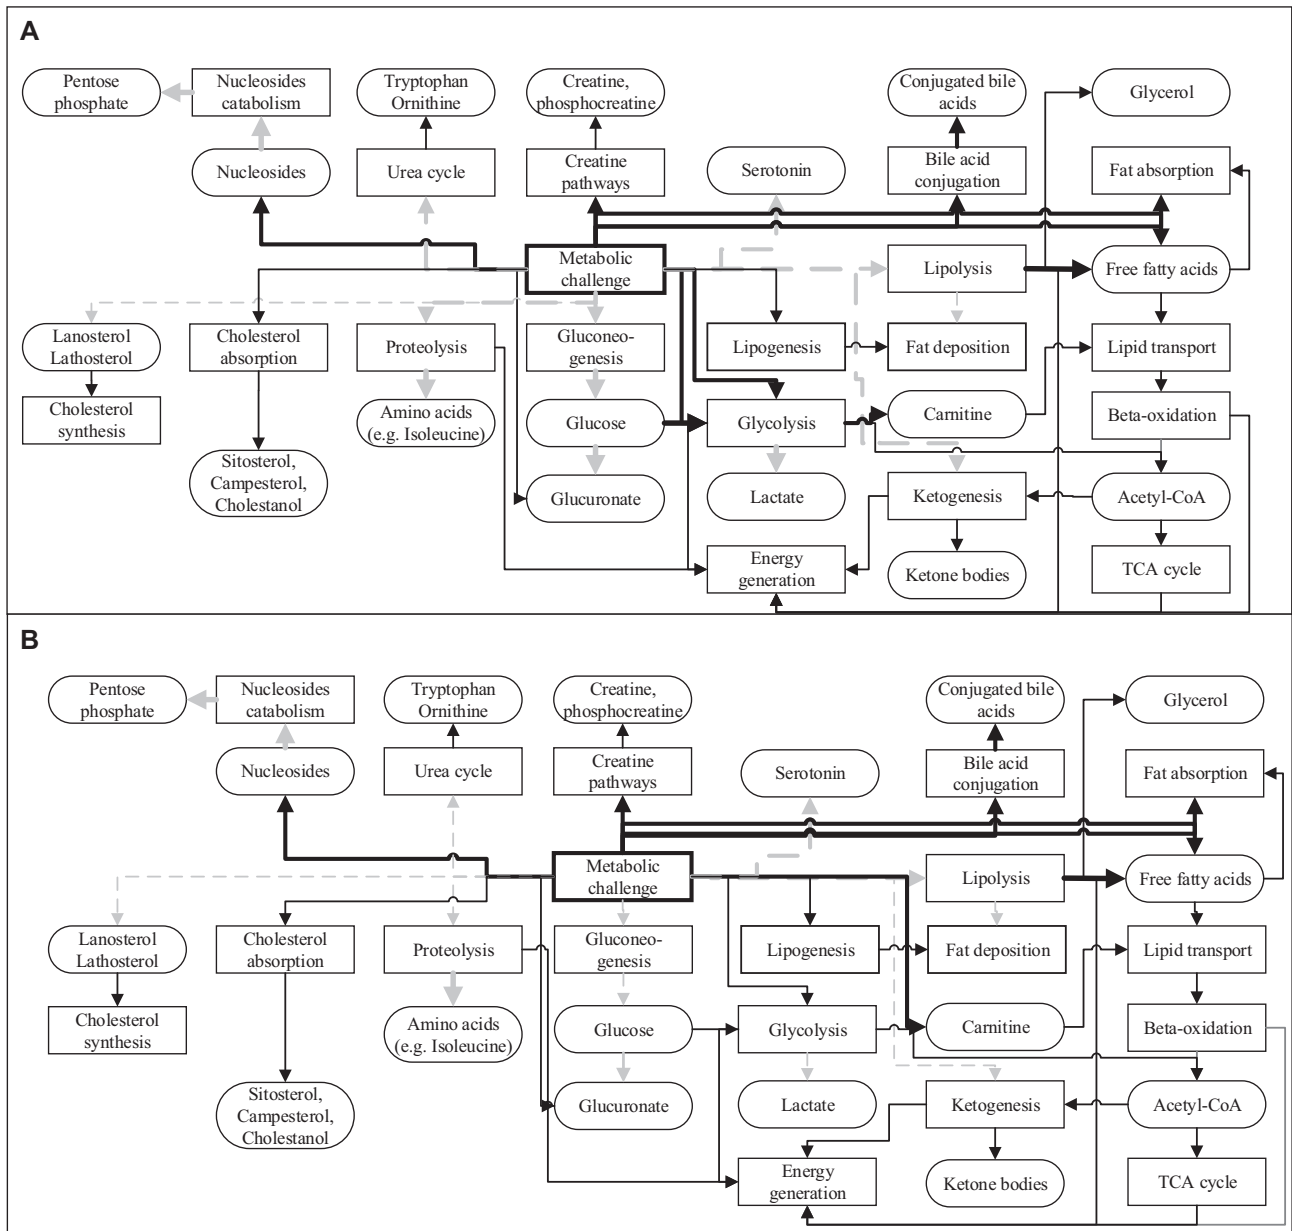 A
Pentose
phosphate
Nucleosides
catabolism
Tryptophan
Ornithine
Creatine,
phosphocreatine
Conjugated bile
acids
Glycerol
Nucleosides
Urea cycle
Creatine
pathways
Serotonin
Bile acid
conjugation
Fat absorption
Metabolic
challenge
Lipolysis
Free fatty acids
Lanosterol
Lathosterol
Cholesterol
absorption
Proteolysis
Gluconeo-
genesis
Lipogenesis
Fat deposition
Lipid transport
Cholesterol
synthesis
Amino acids
(e.g. Isoleucine)
Glucose
Glycolysis
Carnitine
Beta-oxidation
Sitosterol,
Campesterol,
Cholestanol
Glucuronate
Lactate
Ketogenesis
Acetyl-CoA
Energy
generation
Ketone bodies
TCA cycle
B
Pentose
phosphate
Nucleosides
catabolism
Tryptophan
Ornithine
Creatine,
phosphocreatine
Conjugated bile
acids
Glycerol
Nucleosides
Urea cycle
Creatine
pathways
Serotonin
Bile acid
conjugation
Fat absorption
Metabolic
challenge
Lipolysis
Free fatty acids
Lanosterol
Lathosterol
Cholesterol
absorption
Proteolysis
Gluconeo-
genesis
Lipogenesis
Fat deposition
Lipid transport
Cholesterol
synthesis
Amino acids
(e.g. Isoleucine)
Glucose
Glycolysis
Carnitine
Beta-oxidation
Sitosterol,
Campesterol,
Cholestanol
Glucuronate
Lactate
Ketogenesis
Acetyl-CoA
Energy
generation
Ketone bodies
TCA cycle